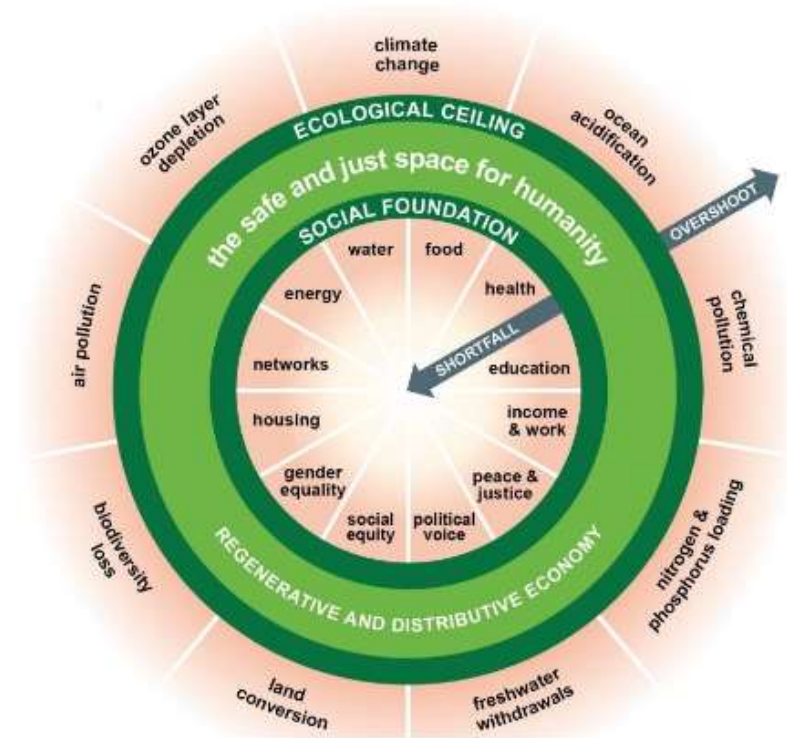 climate
change
ocean
acidification
chemical
pollution
nitrogen &
phosphorus loading
freshwater
withdrawals
land
conversion
biodiversity
loss
air pollution
ozone layer
depletion
ECOLOGICAL CEILING
the safe and just space for humanity
SOCIAL FOUNDATION
OVERSHOOT
SHORTFALL
water
food
health
education
income
& work
peace &
justice
political
voice
social
equity
gender
equality
housing
networks
energy
REGENERATIVE AND DISTRIBUTIVE ECONOMY